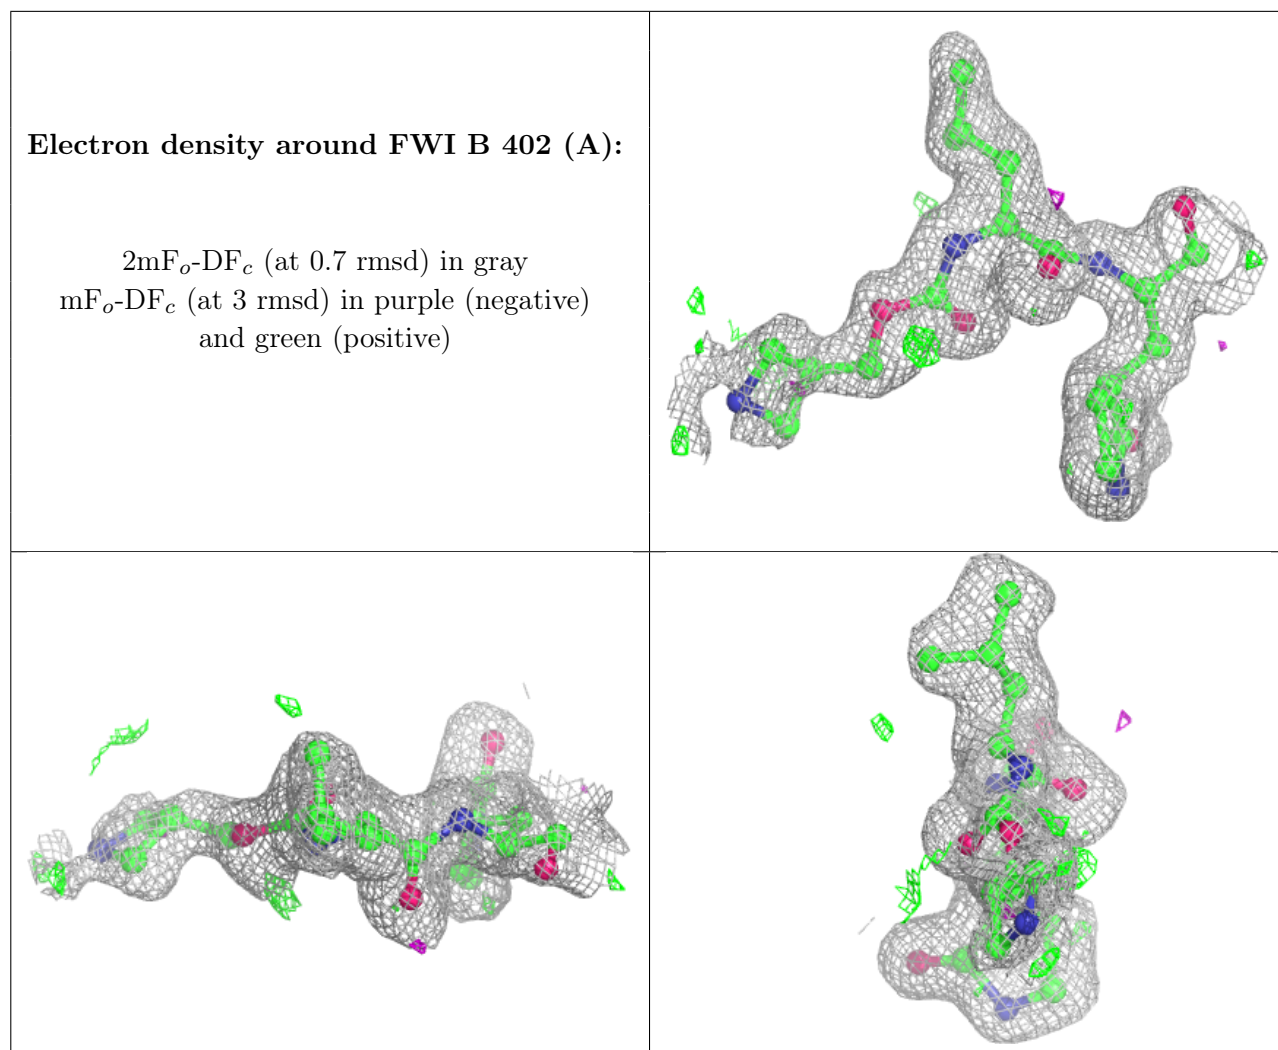 Electron density around FWI B 402 (A):
2mFₒ-DF𝒸 (at 0.7 rmsd) in gray
mFₒ-DF𝒸 (at 3 rmsd) in purple (negative)
and green (positive)